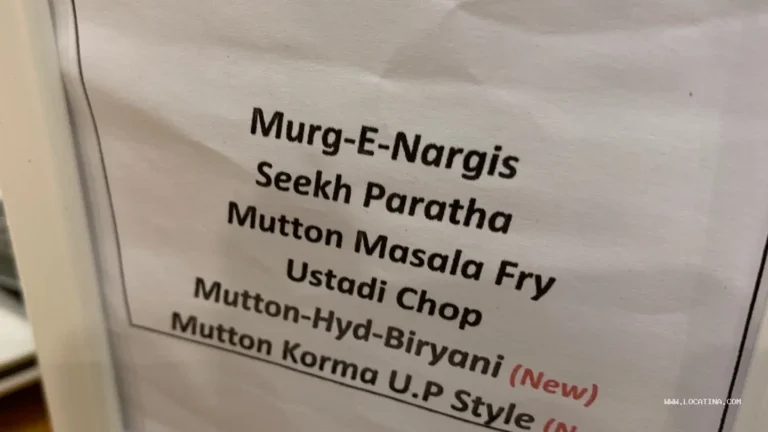 Murg-E-Nargis
Seekh Paratha
Mutton Masala Fry
Ustadi Chop
Mutton-Hyd-Biryani (New)
Mutton Korma U.P Style
WWW.LOCATINA.COM